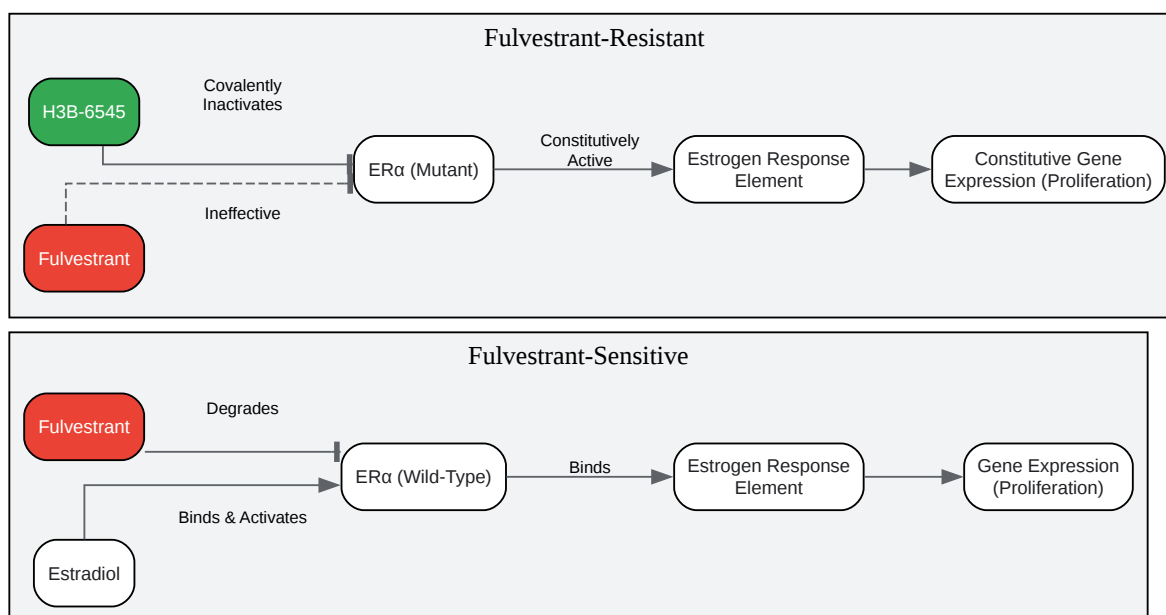 Fulvestrant-Resistant
Covalently
Inactivates
H3B-6545
ERα (Mutant)
Constitutively
Active
Estrogen Response
Element
Constitutive Gene
Expression (Proliferation)
Ineffective
Fulvestrant
Fulvestrant-Sensitive
Fulvestrant
Degrades
ERα (Wild-Type)
Binds
Estrogen Response
Element
Gene Expression
(Proliferation)
Binds & Activates
Estradiol